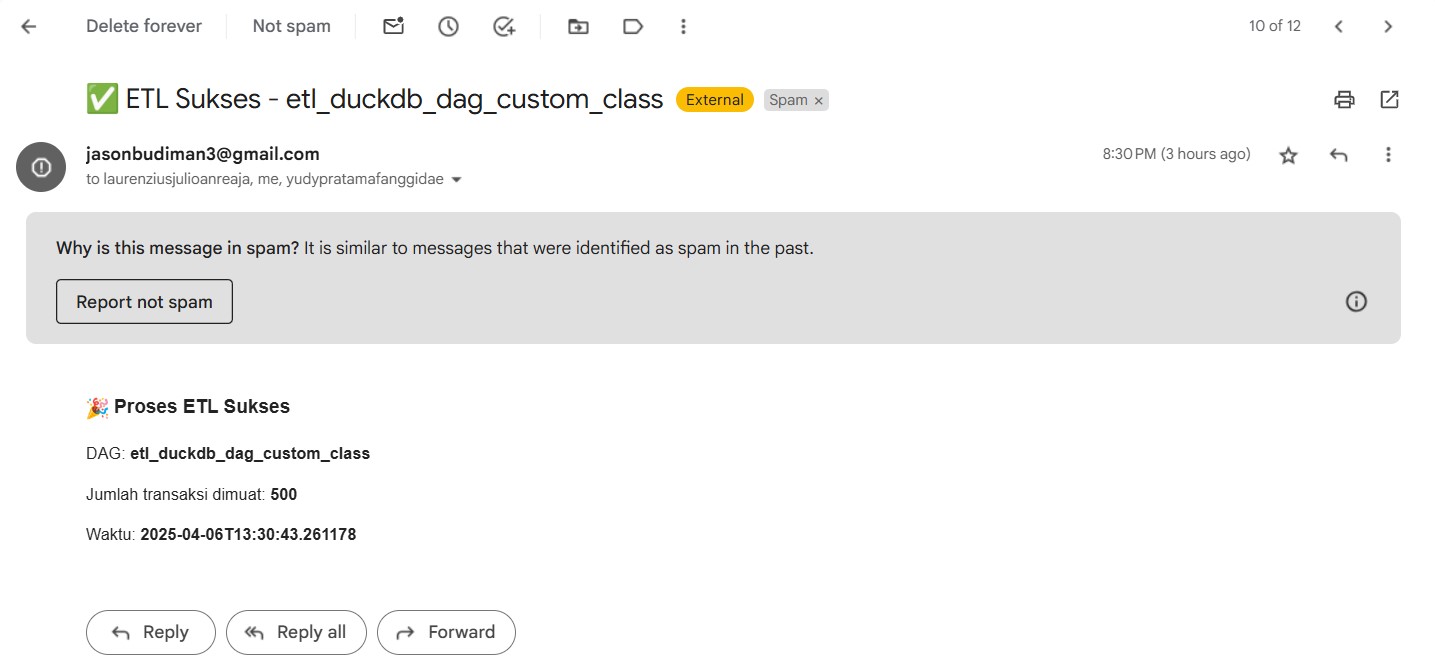 Delete forever Not spam 10 of 12
✅ ETL Sukses - etl_duckdb_dag_custom_class External Spam ×
jasonbudiman3@gmail.com 8:30 PM (3 hours ago)
to laurenziusjulioanreaja, me, yudypratamafanggidae
Why is this message in spam? It is similar to messages that were identified as spam in the past.
Report not spam
🎉 Proses ETL Sukses
DAG: etl_duckdb_dag_custom_class
Jumlah transaksi dimuat: 500
Waktu: 2025-04-06T13:30:43.261178
Reply Reply all Forward